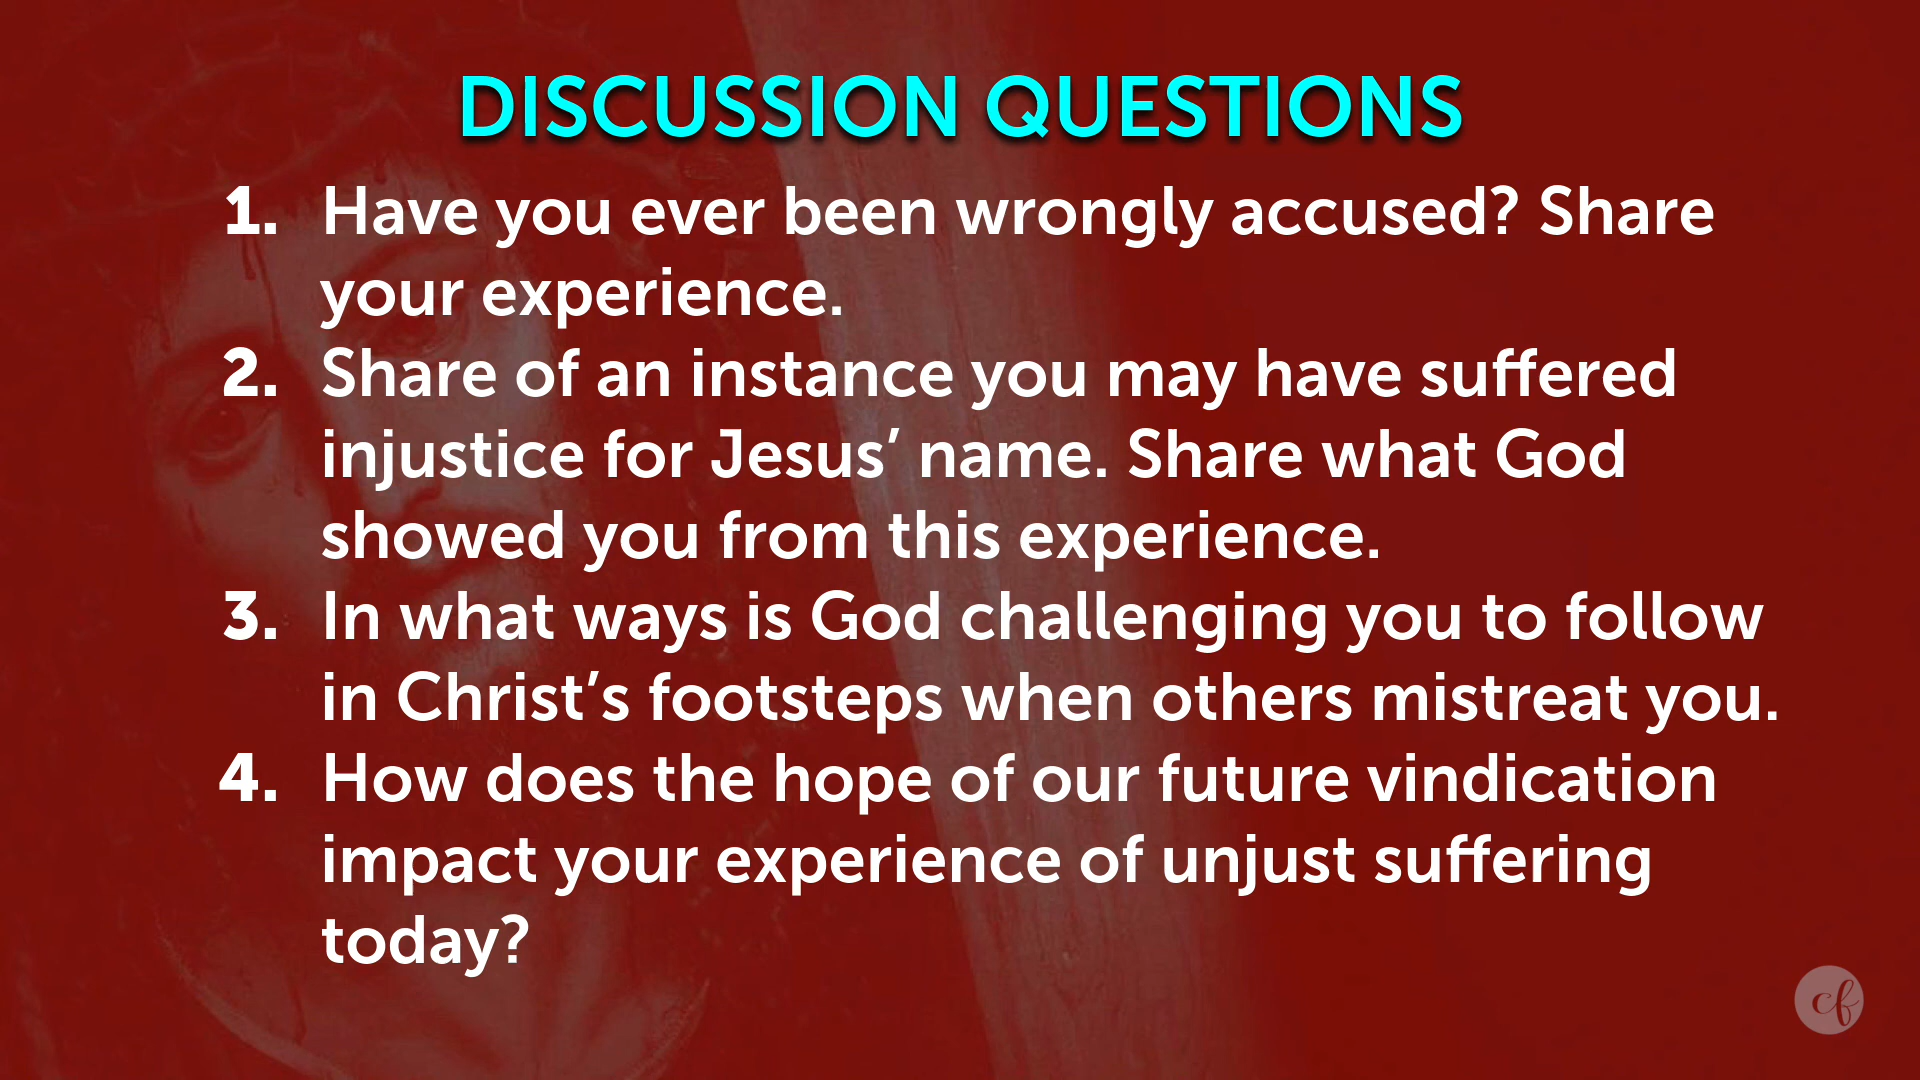 DISCUSSION QUESTIONS
1. Have you ever been wrongly accused? Share
your experience.
2. Share of an instance you may have suffered
injustice for Jesus’ name. Share what God
showed you from this experience.
3. In what ways is God challenging you to follow
in Christ’s footsteps when others mistreat you.
4. How does the hope of our future vindication
impact your experience of unjust suffering
today?
cf